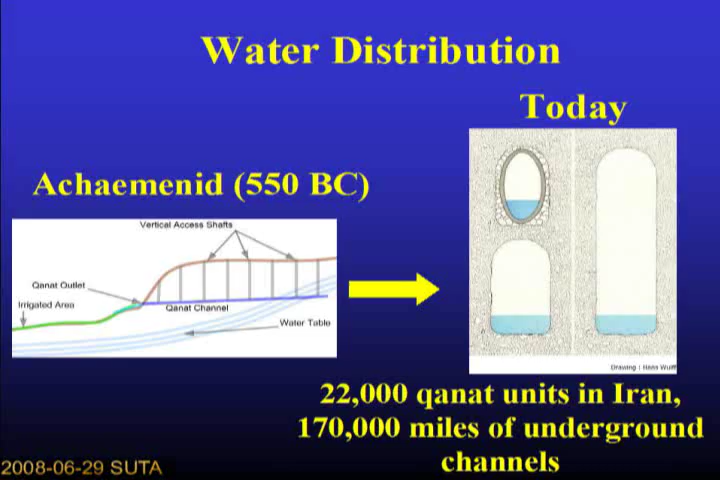 Water Distribution
Today
Achaemenid (550 BC)
Vertical Access Shafts
Qanat Outlet
Irrigated Area
Qanat Channel
Water Table
Drawing : Hans Wulff
22,000 qanat units in Iran,
170,000 miles of underground
channels
2008-06-29 SUTA